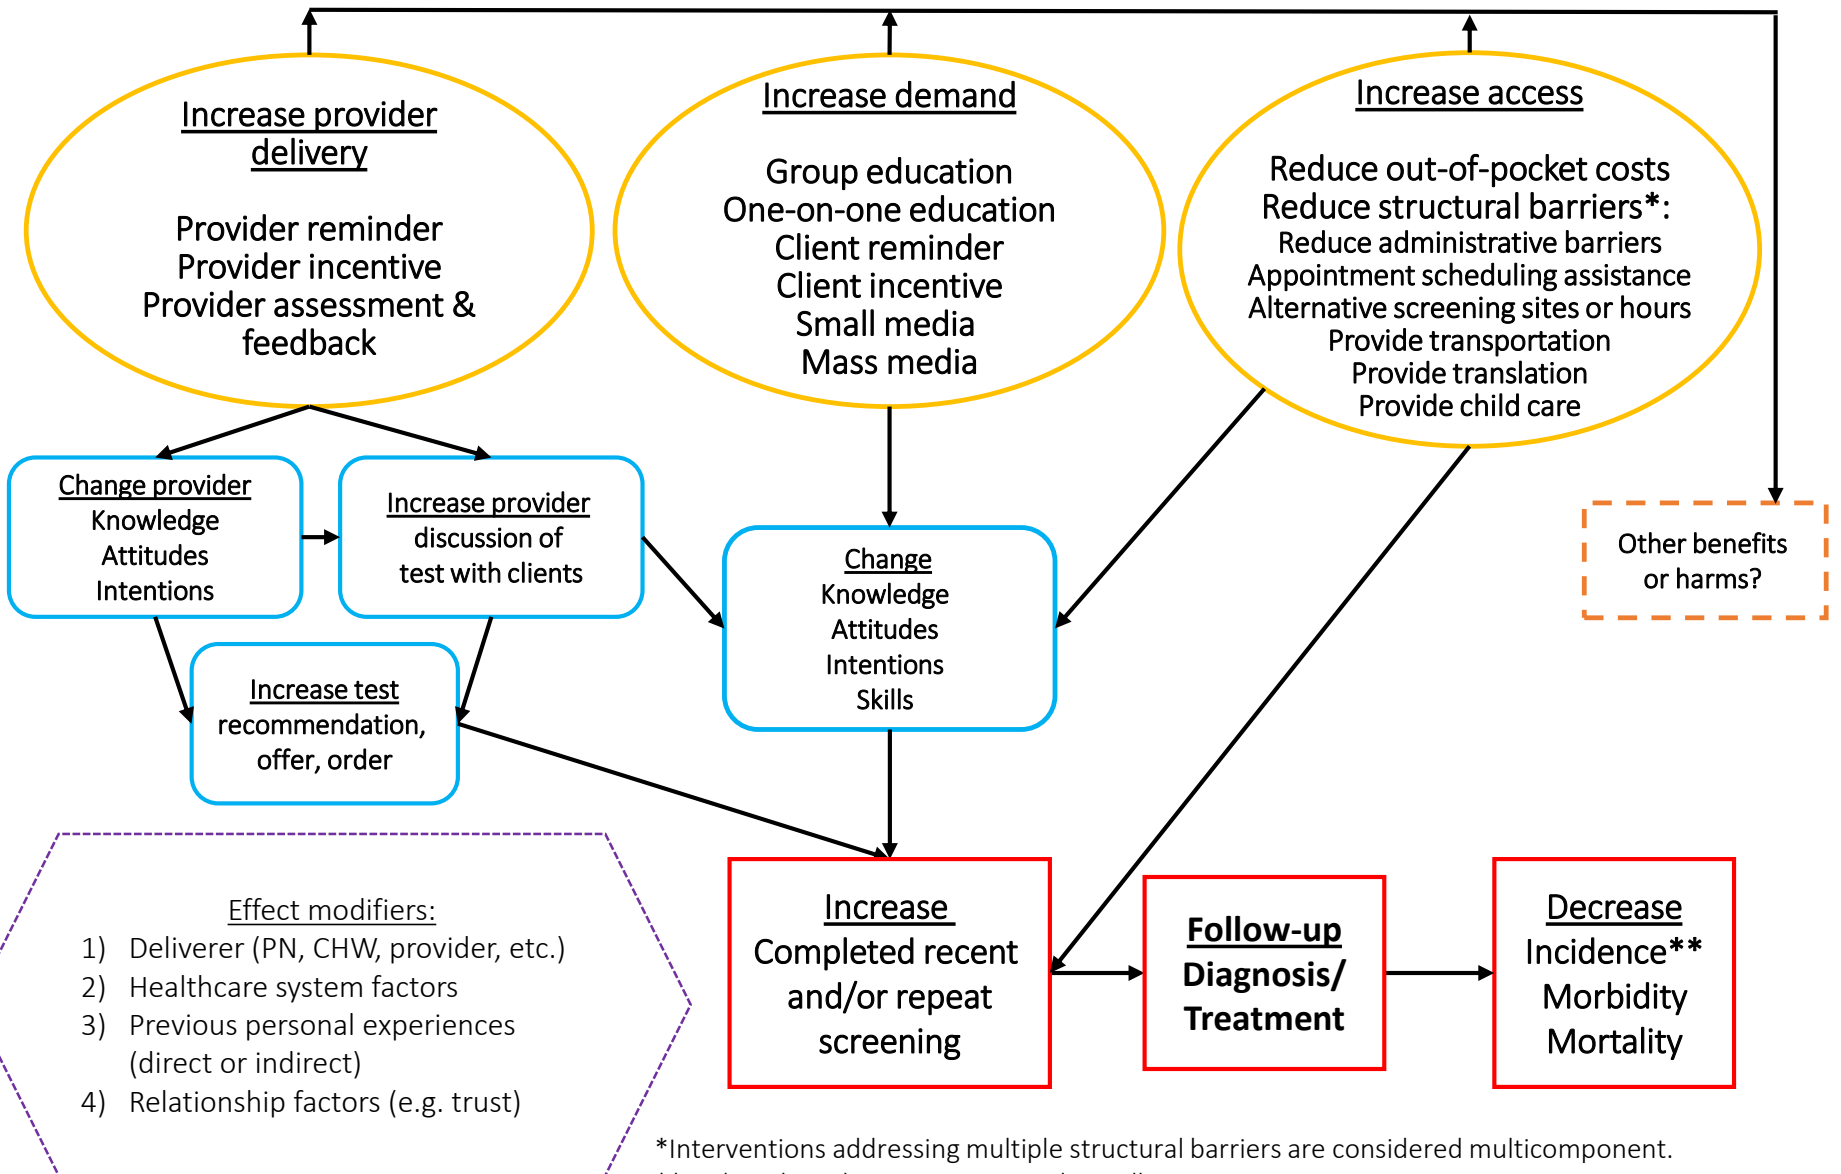 Increase provider
delivery
Provider reminder
Provider incentive
Provider assessment &
feedback
Increase demand
Group education
One-on-one education
Client reminder
Client incentive
Small media
Mass media
Increase access
Reduce out-of-pocket costs
Reduce structural barriers*:
Reduce administrative barriers
Appointment scheduling assistance
Alternative screening sites or hours
Provide transportation
Provide translation
Provide child care
Change provider
Knowledge
Attitudes
Intentions
Increase provider
discussion of
test with clients
Increase test
recommendation,
offer, order
Change
Knowledge
Attitudes
Intentions
Skills
Other benefits
or harms?
Effect modifiers:
1) Deliverer (PN, CHW, provider, etc.)
2) Healthcare system factors
3) Previous personal experiences
(direct or indirect)
4) Relationship factors (e.g. trust)
Increase
Completed recent
and/or repeat
screening
Follow-up
Diagnosis/
Treatment
Decrease
Incidence**
Morbidity
Mortality
*Interventions addressing multiple structural barriers are considered multicomponent.